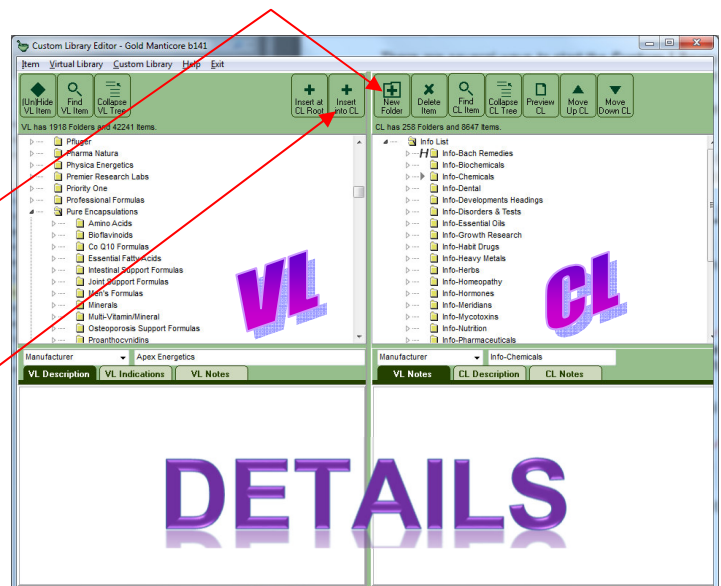 Custom Library Editor - Gold Manticore b141
Item Virtual Library Custom Library Help Exit
(Un)Hide VL Item
Find VL Item
Collapse VL Tree
Insert at CL Root
Insert into CL
New Folder
Delete Item
Find CL Item
Collapse CL Tree
Preview CL
Move Up CL
Move Down CL
VL has 1918 Folders and 42241 Items.
CL has 258 Folders and 8647 Items.
Pfluger
Pharma Natura
Physica Energetics
Premier Research Labs
Priority One
Professional Formulas
Pure Encapsulations
Amino Acids
Bioflavinoids
Co Q10 Formulas
Essential Fatty Acids
Intestinal Support Formulas
Joint Support Formulas
Men's Formulas
Minerals
Multi-Vitamin/Mineral
Osteoporosis Support Formulas
Proanthocynidins
VL
Info List
H Info-Bach Remedies
Info-Biochemicals
Info-Chemicals
Info-Dental
Info-Developments Headings
Info-Disorders & Tests
Info-Essential Oils
Info-Growth Research
Info-Habit Drugs
Info-Heavy Metals
Info-Herbs
Info-Homeopathy
Info-Hormones
Info-Meridians
Info-Mycotoxins
Info-Nutrition
Info-Pharmaceuticals
CL
Manufacturer Apex Energetics
Manufacturer Info-Chemicals
VL Description VL Indications VL Notes
VL Notes CL Description CL Notes
DETAILS